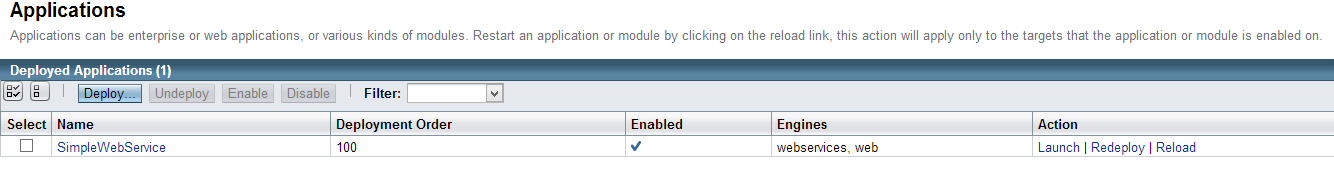 Applications
Applications can be enterprise or web applications, or various kinds of modules. Restart an application or module by clicking on the reload link, this action will apply only to the targets that the application or module is enabled on.
Deployed Applications (1)
Deploy... Undeploy Enable Disable Filter:
Select Name Deployment Order Enabled Engines Action
SimpleWebService 100 webservices, web Launch | Redeploy | Reload